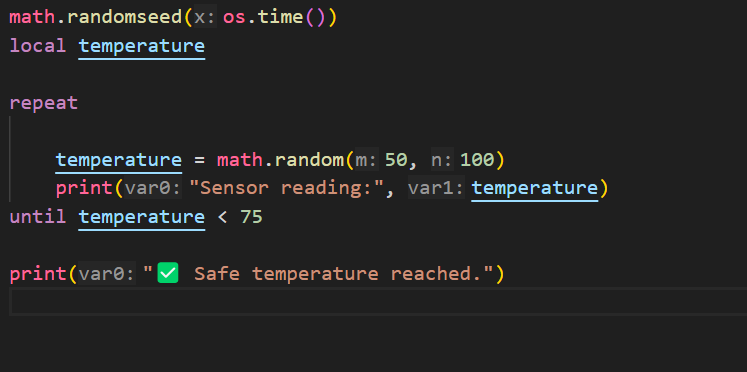 math.randomseed(x: os.time())
local temperature
repeat
temperature = math.random(m: 50, n: 100)
print(var0: "Sensor reading:", var1: temperature)
until temperature < 75
print(var0: "✅ Safe temperature reached.")